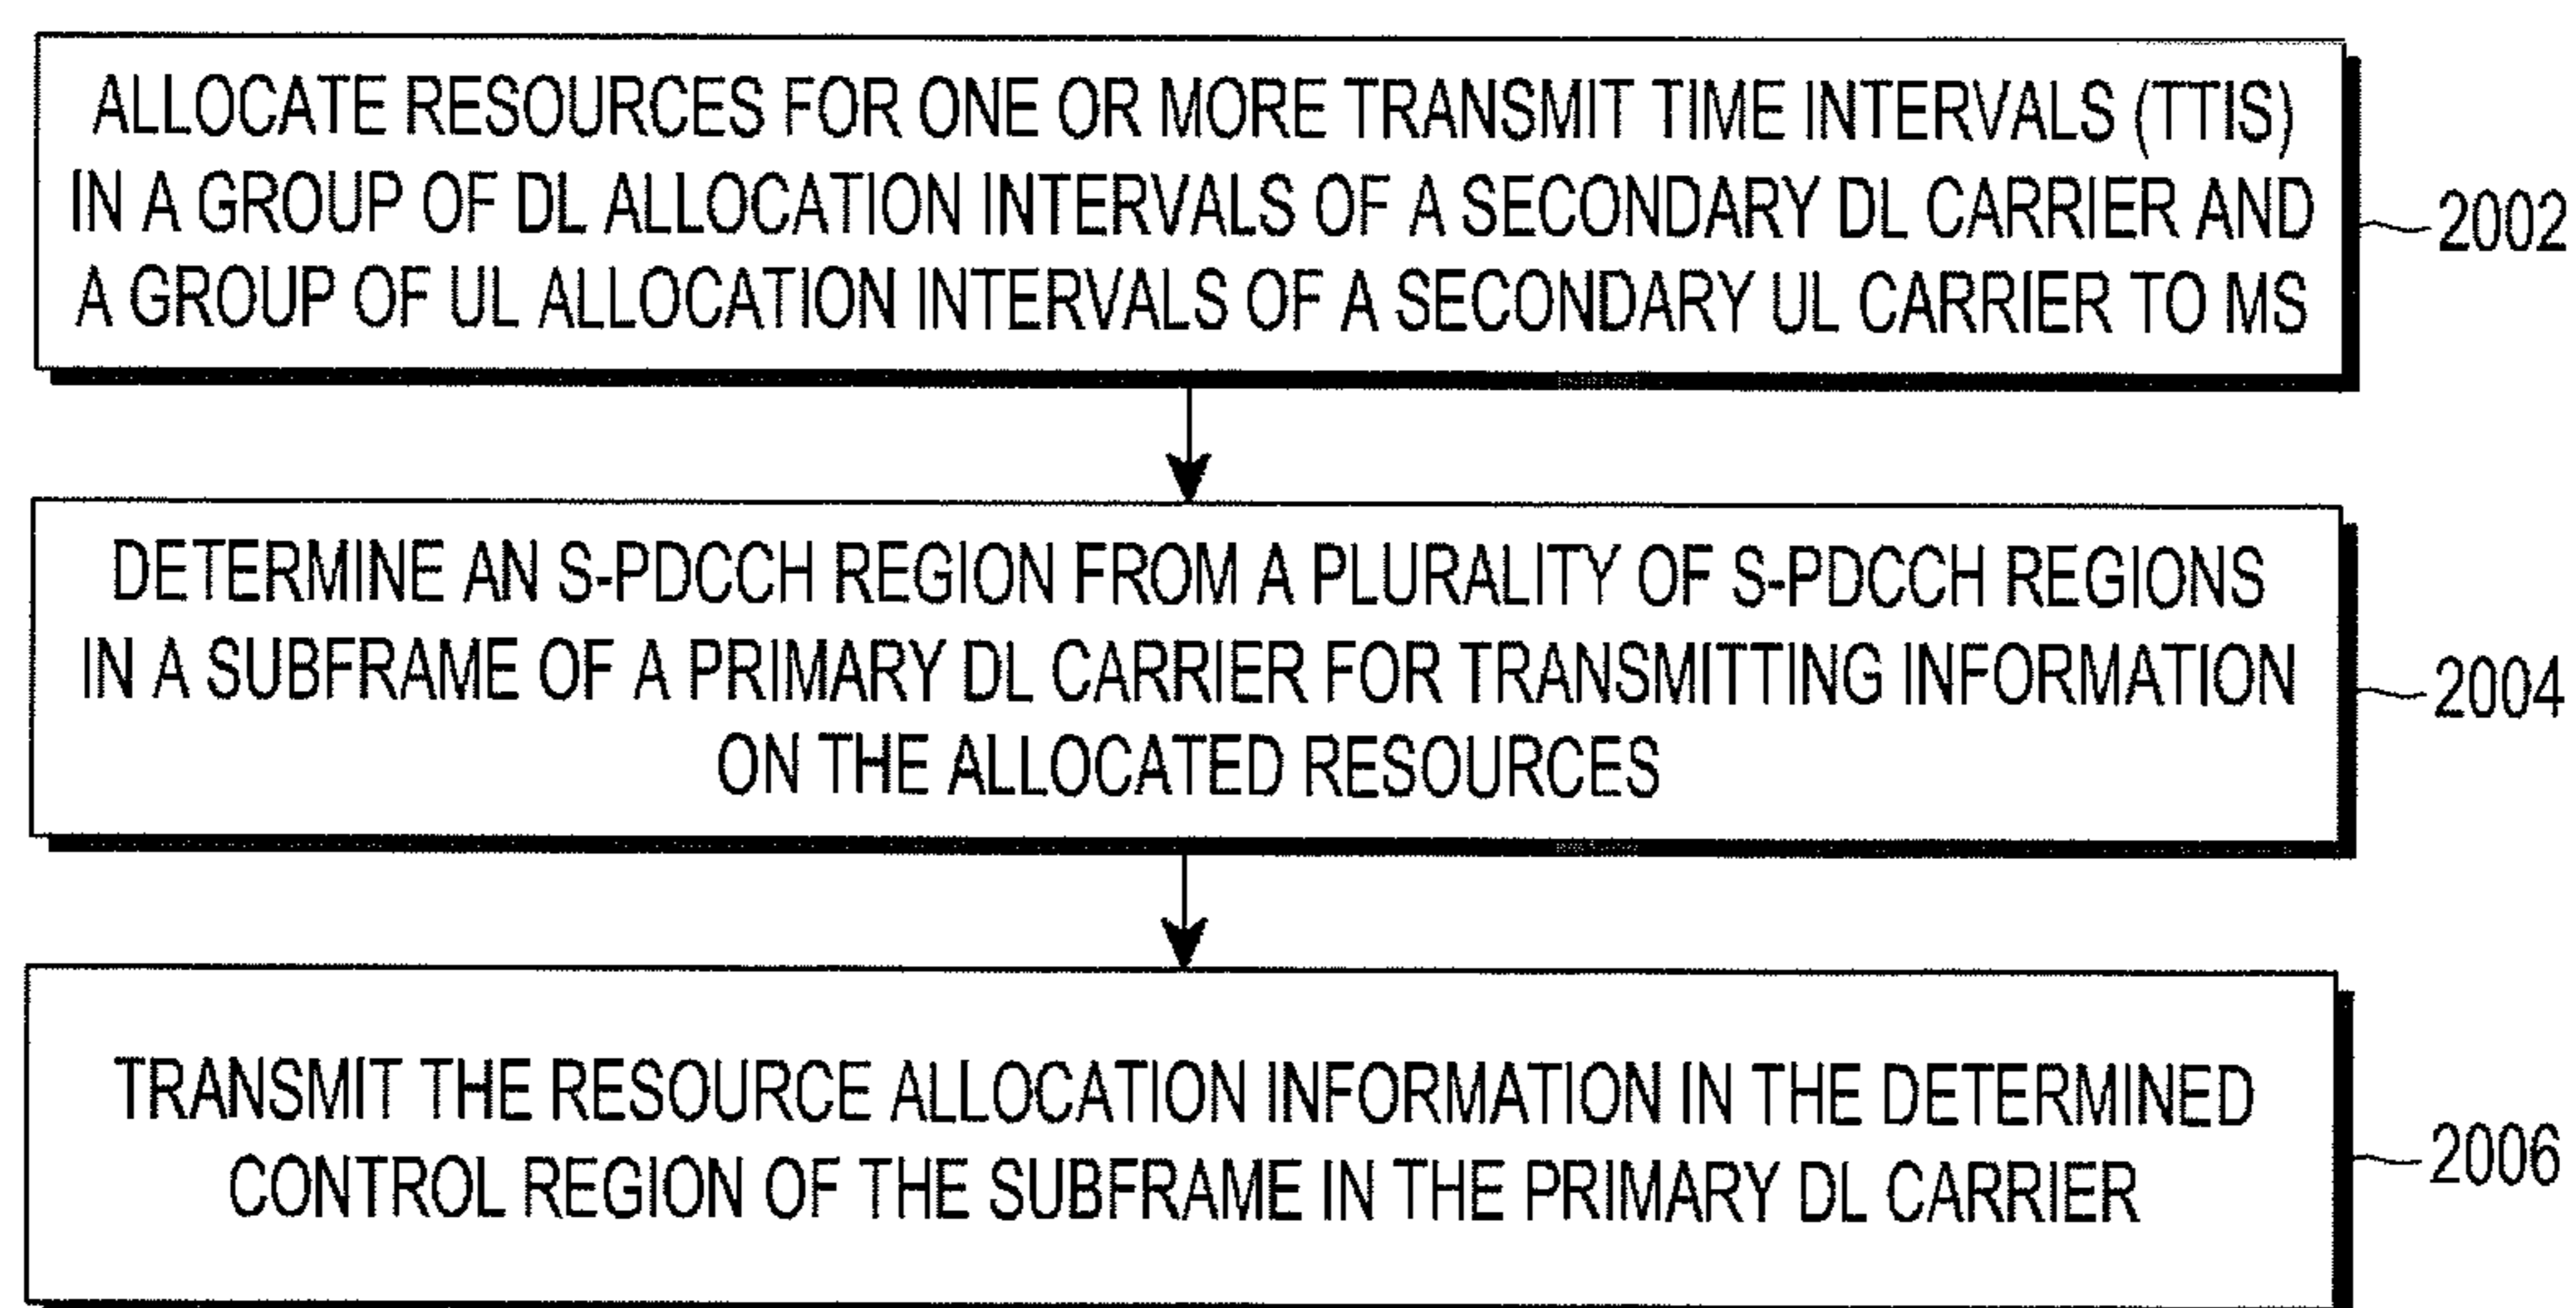 ALLOCATE RESOURCES FOR ONE OR MORE TRANSMIT TIME INTERVALS (TTIS)
IN A GROUP OF DL ALLOCATION INTERVALS OF A SECONDARY DL CARRIER AND
A GROUP OF UL ALLOCATION INTERVALS OF A SECONDARY UL CARRIER TO MS
2002
DETERMINE AN S-PDCCH REGION FROM A PLURALITY OF S-PDCCH REGIONS
IN A SUBFRAME OF A PRIMARY DL CARRIER FOR TRANSMITTING INFORMATION
ON THE ALLOCATED RESOURCES
2004
TRANSMIT THE RESOURCE ALLOCATION INFORMATION IN THE DETERMINED
CONTROL REGION OF THE SUBFRAME IN THE PRIMARY DL CARRIER
2006